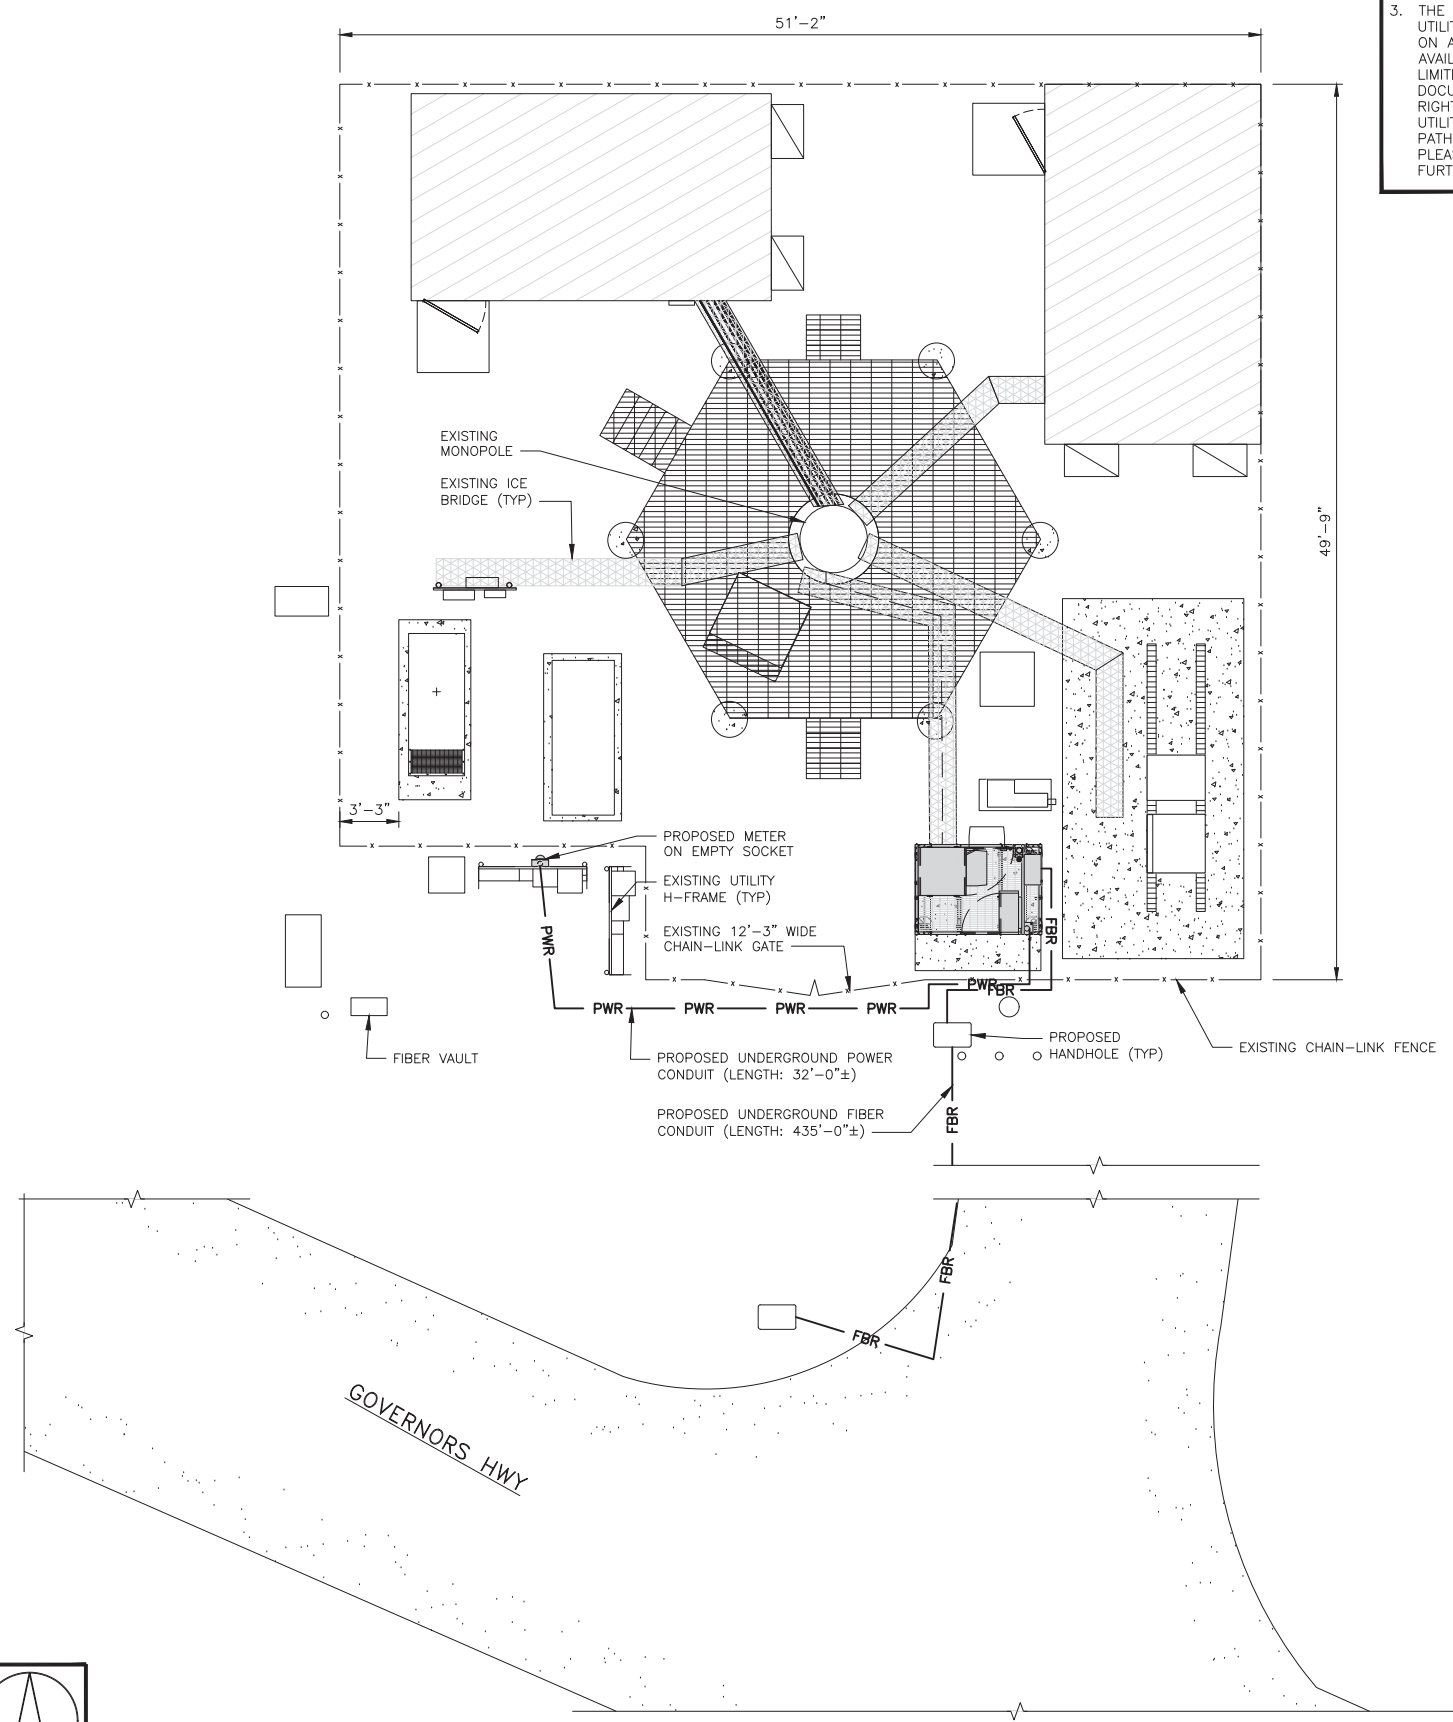 51'-2"
3. THE
UTILIT
ON A
AVAIL
LIMITE
DOCU
RIGHT
UTILIT
PATH
PLEAS
FURT
49'-9"
EXISTING
MONOPOLE
EXISTING ICE
BRIDGE (TYP)
3'-3"
PROPOSED METER
ON EMPTY SOCKET
EXISTING UTILITY
H-FRAME (TYP)
EXISTING 12'-3" WIDE
CHAIN-LINK GATE
PWR
FBR
PWR
FBR
PWR PWR PWR PWR
FIBER VAULT
PROPOSED UNDERGROUND POWER
CONDUIT (LENGTH: 32'-0"±)
PROPOSED
HANDHOLE (TYP)
EXISTING CHAIN-LINK FENCE
PROPOSED UNDERGROUND FIBER
CONDUIT (LENGTH: 435'-0"±)
FBR
FBR
FBR
GOVERNORS HWY